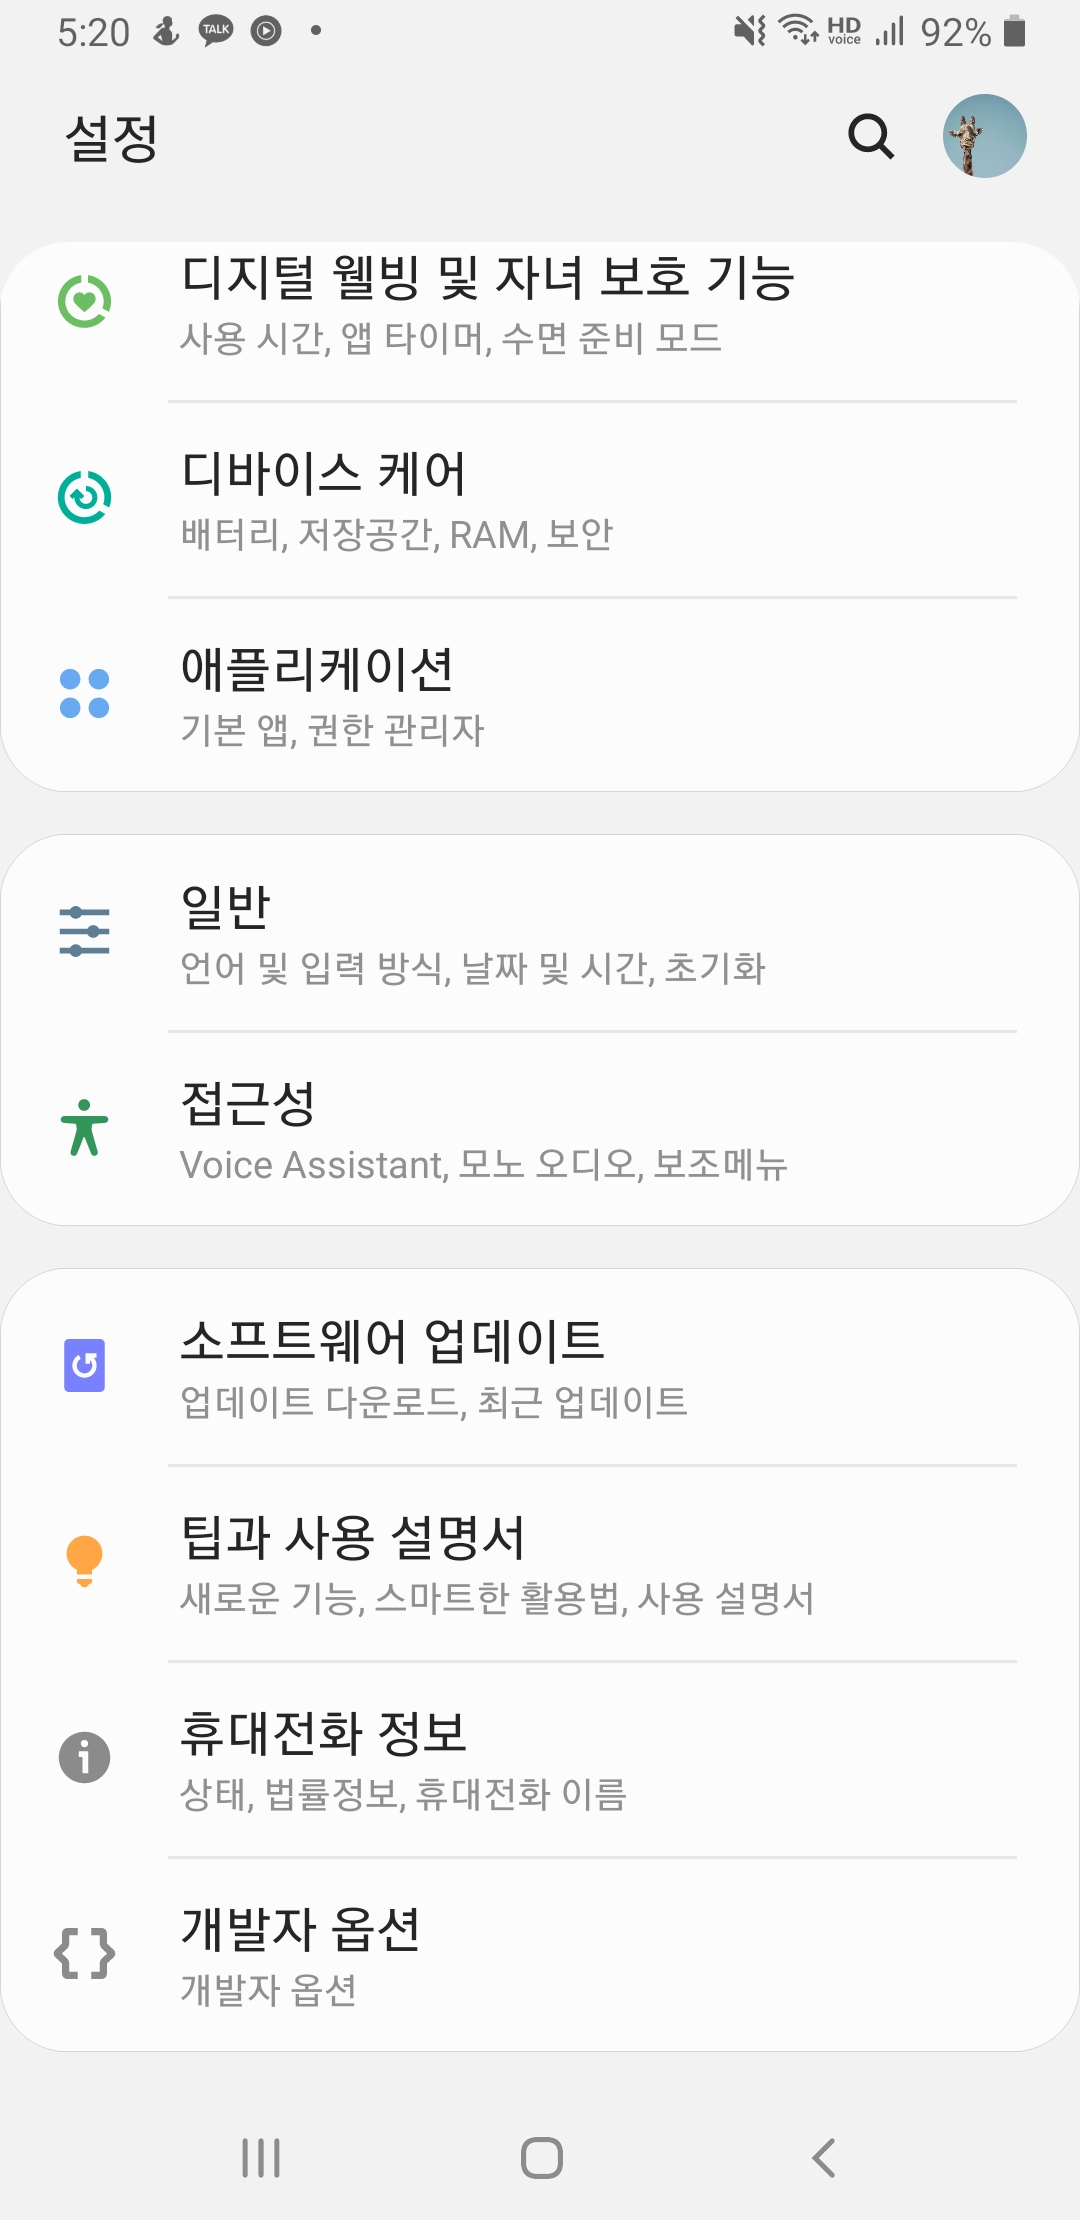 5:20 TALK HD voice 92%
설정
디지털 웰빙 및 자녀 보호 기능
사용 시간, 앱 타이머, 수면 준비 모드
디바이스 케어
배터리, 저장공간, RAM, 보안
애플리케이션
기본 앱, 권한 관리자
일반
언어 및 입력 방식, 날짜 및 시간, 초기화
접근성
Voice Assistant, 모노 오디오, 보조메뉴
소프트웨어 업데이트
업데이트 다운로드, 최근 업데이트
팁과 사용 설명서
새로운 기능, 스마트한 활용법, 사용 설명서
휴대전화 정보
상태, 법률정보, 휴대전화 이름
개발자 옵션
개발자 옵션